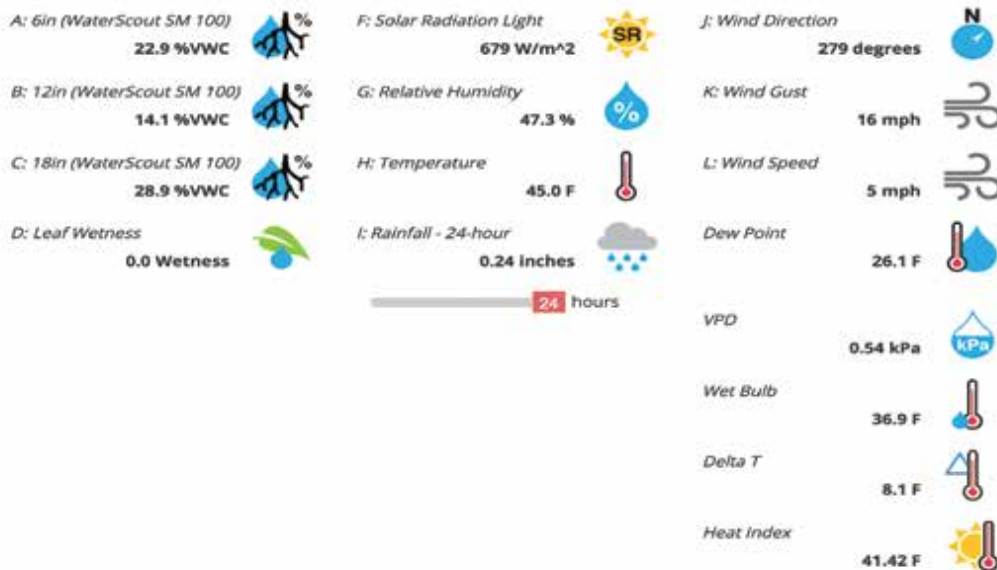 A: 6in (WaterScout SM 100)
22.9 %VWC
%
B: 12in (WaterScout SM 100)
14.1 %VWC
%
C: 18in (WaterScout SM 100)
28.9 %VWC
%
D: Leaf Wetness
0.0 Wetness
F: Solar Radiation Light
679 W/m^2
SR
G: Relative Humidity
47.3 %
%
H: Temperature
45.0 F
I: Rainfall - 24-hour
0.24 inches
24 hours
J: Wind Direction
279 degrees
N
K: Wind Gust
16 mph
L: Wind Speed
5 mph
Dew Point
26.1 F
VPD
0.54 kPa
kPa
Wet Bulb
36.9 F
Delta T
8.1 F
Heat Index
41.42 F